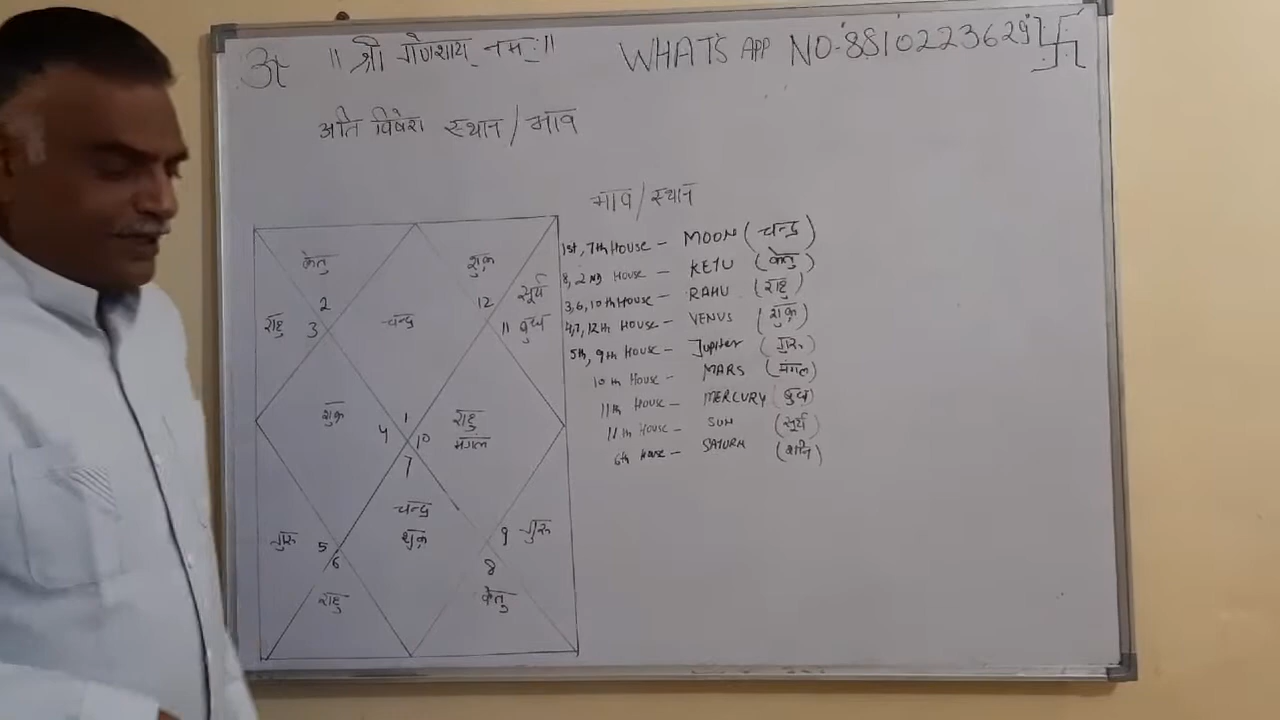 ॐ ॥ श्री गणेशाय नमः ॥ WHATS APP NO-8810223629
अति विशेष स्थान / भाव
भाव / स्थान
1st, 7th House - MOON (चन्द्र)
8, 2nd House - KETU (केतु)
3,6,10th House - RAHU (राहु)
4,7,12th House - VENUS (शुक्र)
5th, 9th House - Jupiter (गुरु)
10th House - MARS (मंगल)
11th House - MERCURY (बुध)
11th House - SUN (सूर्य)
6th House - SATURN (शनि)
केतु शुक्र
2 12 सूर्य
राहु 3 चन्द्र 11 बुध
शुक्र 1 राहु
4 10 मंगल
7
चन्द्र
गुरु 5 शुक्र 9 गुरु
6 8
राहु केतु